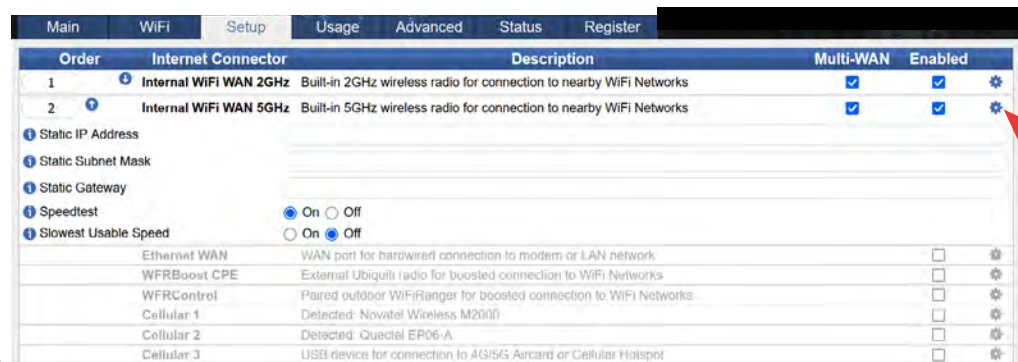 Main WiFi Setup Usage Advanced Status Register
Order Internet Connector Description Multi-WAN Enabled
1 Internal WiFi WAN 2GHz Built-in 2GHz wireless radio for connection to nearby WiFi Networks
2 Internal WiFi WAN 5GHz Built-in 5GHz wireless radio for connection to nearby WiFi Networks
Static IP Address
Static Subnet Mask
Static Gateway
Speedtest On Off
Slowest Usable Speed On Off
Ethernet WAN WAN port for hardwired connection to modem or LAN network
WFRBoost CPE External Ubiquiti radio for boosted connection to WiFi Networks
WFRControl Paired outdoor WiFiRanger for boosted connection to WiFi Networks
Cellular 1 Detected: Novatel Wireless M2000
Cellular 2 Detected: Quectel EP06-A
Cellular 3 USB device for connection to 4G/5G Aircard or Cellular Hotspot